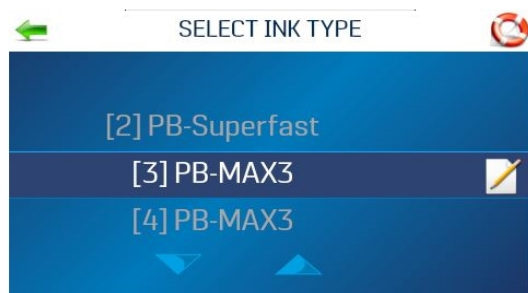 SELECT INK TYPE
[2] PB-Superfast
[3] PB-MAX3
[4] PB-MAX3